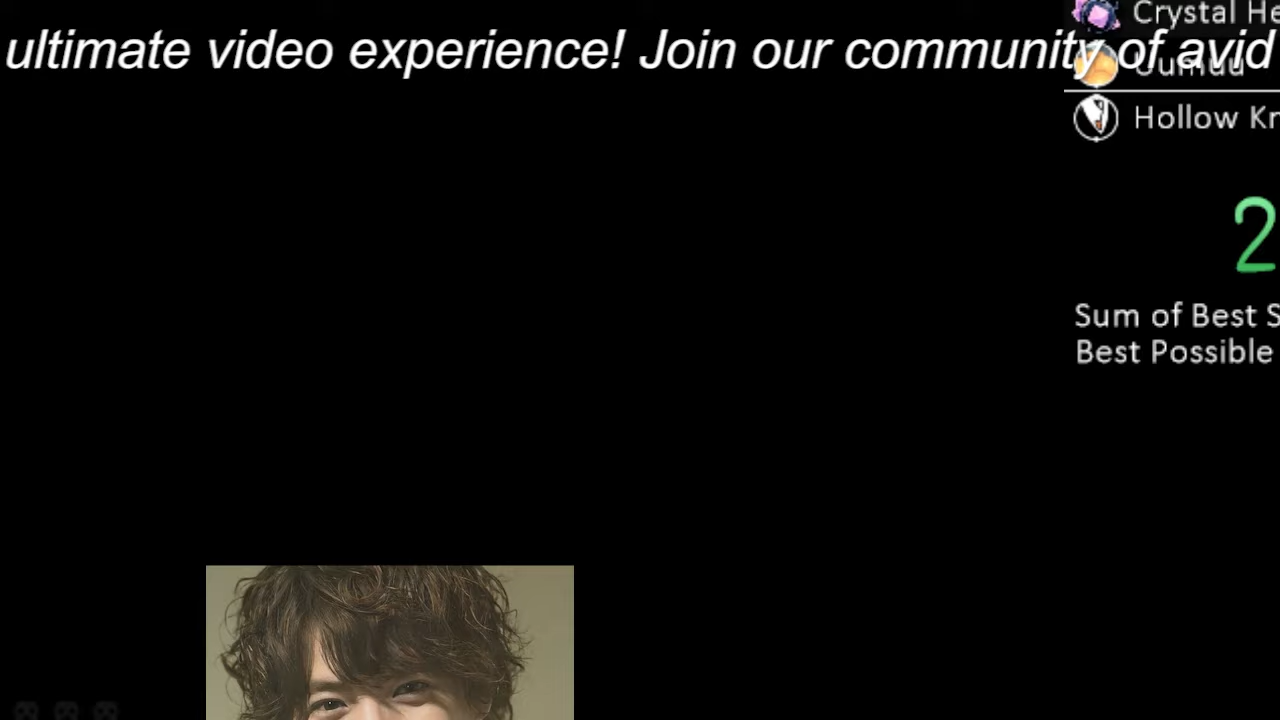 Crystal He
ultimate video experience! Join our community of avid
Hollow Kn
2
Sum of Best S
Best Possible